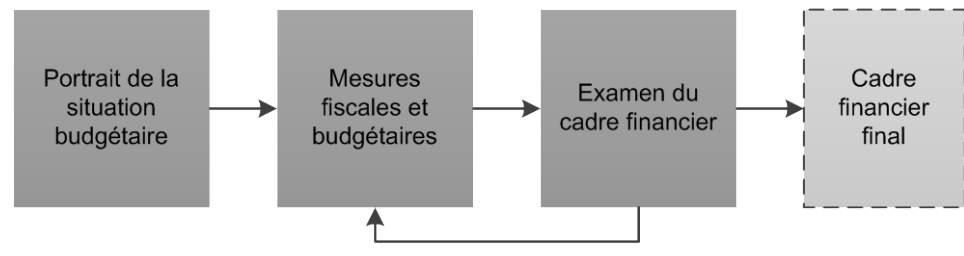 Portrait de la
situation
budgétaire
Mesures
fiscales et
budgétaires
Examen du
cadre financier
Cadre
financier
final